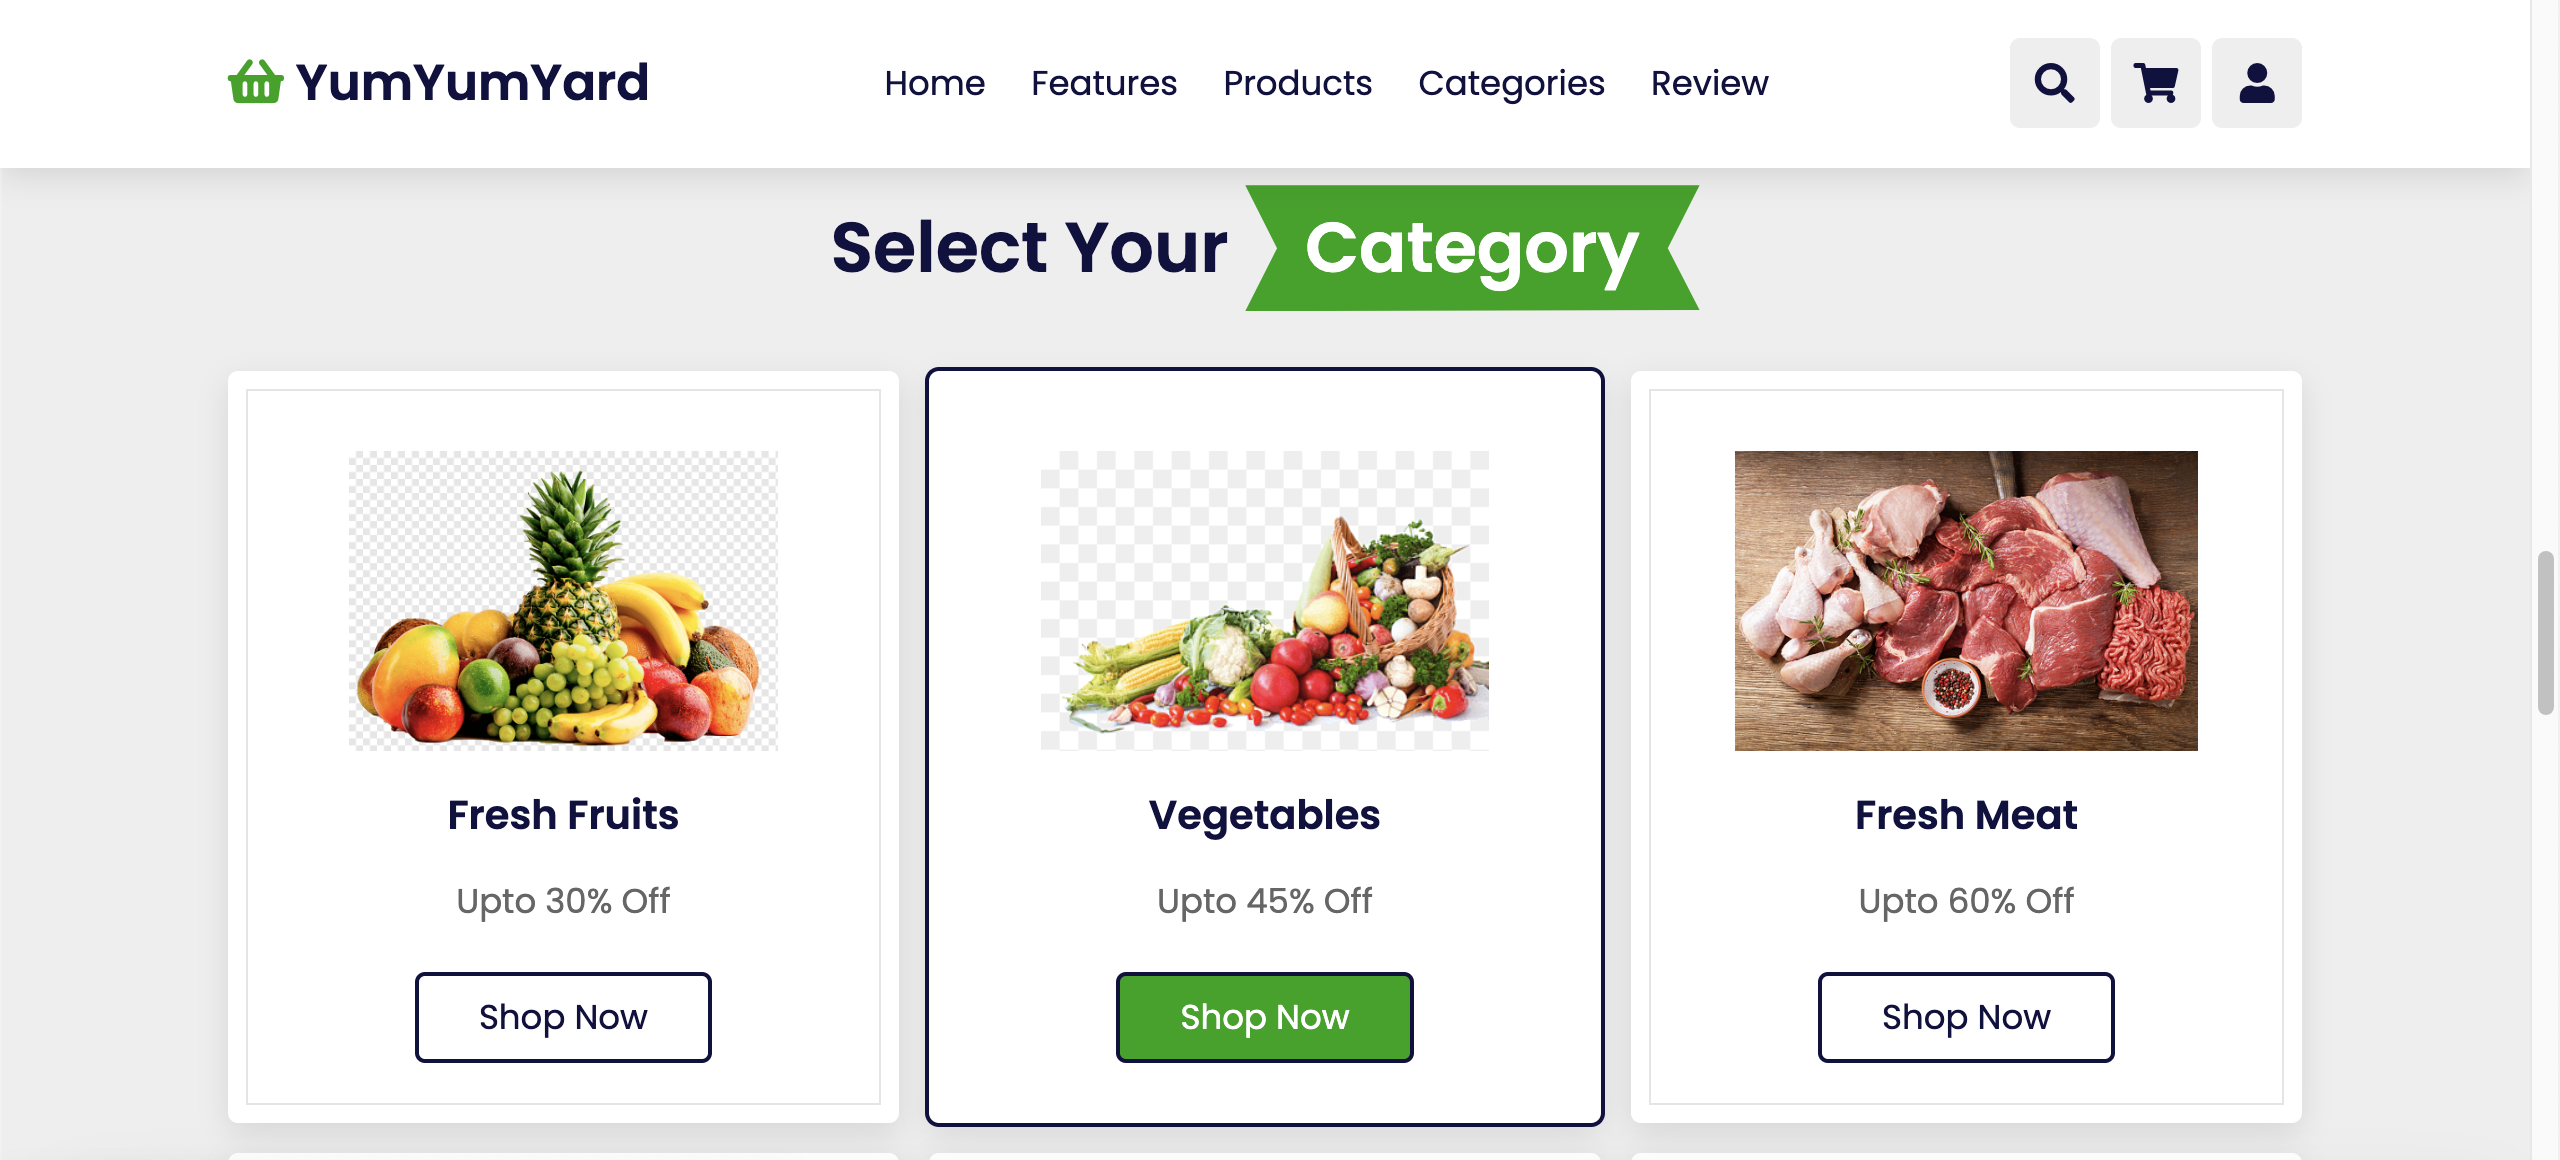 YumYumYard
Home Features Products Categories Review
Select Your Category
Fresh Fruits
Upto 30% Off
Shop Now
Vegetables
Upto 45% Off
Shop Now
Fresh Meat
Upto 60% Off
Shop Now